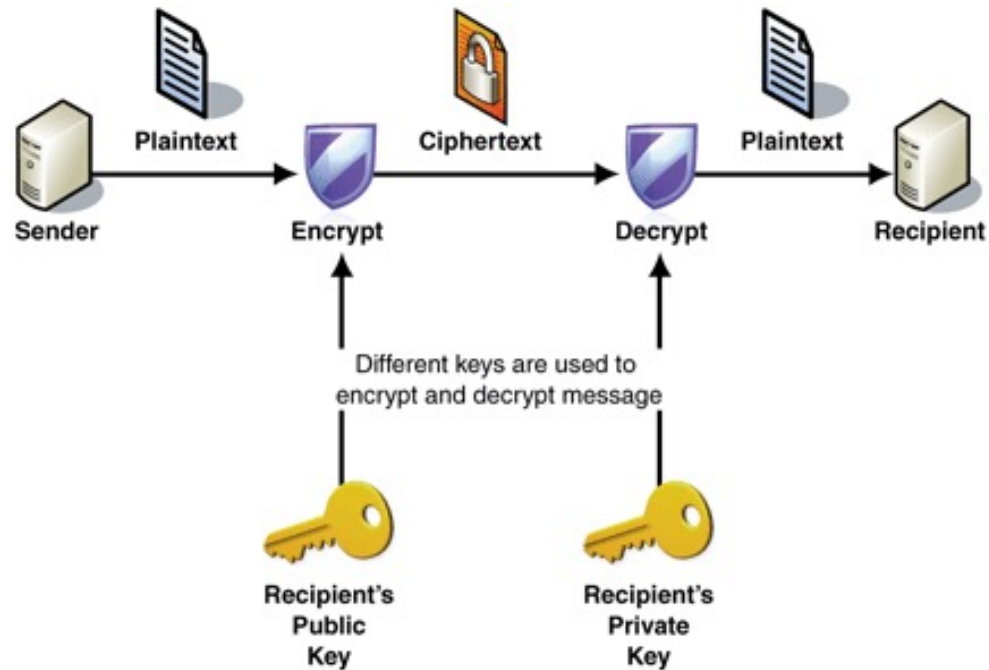 Plaintext
Ciphertext
Plaintext
Sender
Encrypt
Decrypt
Recipient
Different keys are used to
encrypt and decrypt message
Recipient's
Public
Key
Recipient's
Private
Key